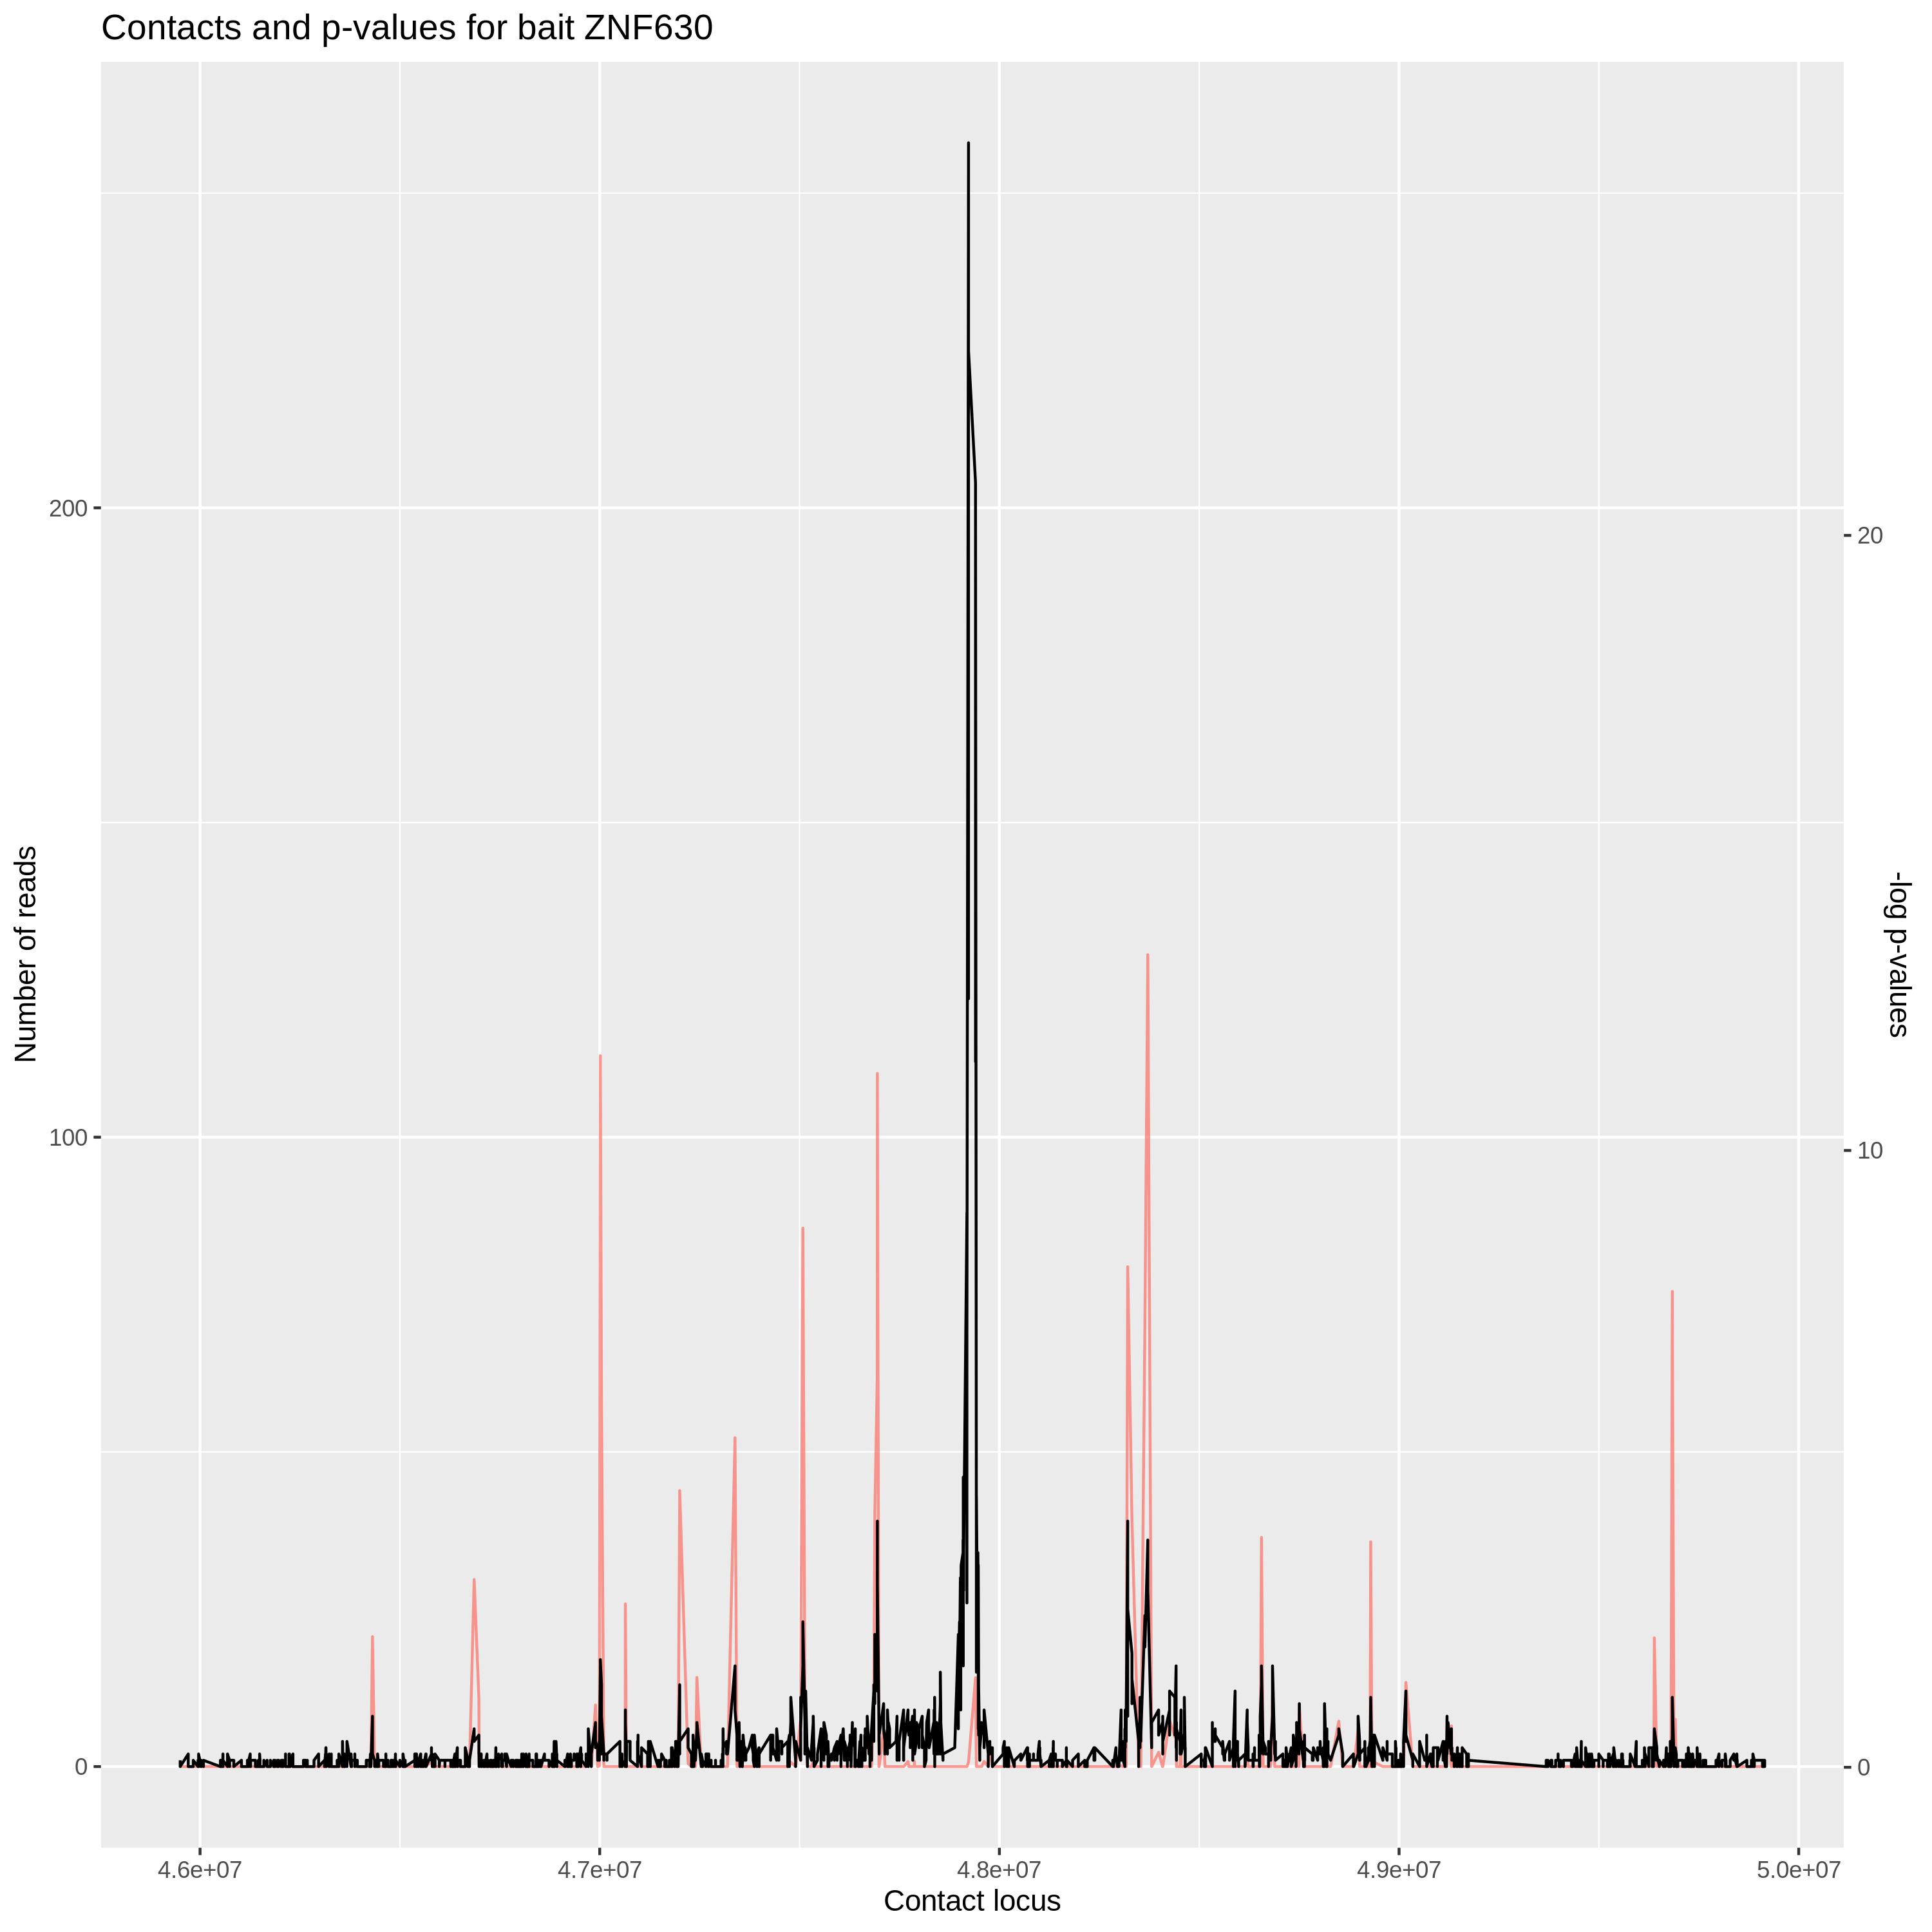 Contacts and p-values for bait ZNF630
Number of reads
200
100
0
20
10
0
-log p-values
4.6e+07
4.7e+07
4.8e+07
4.9e+07
5.0e+07
Contact locus